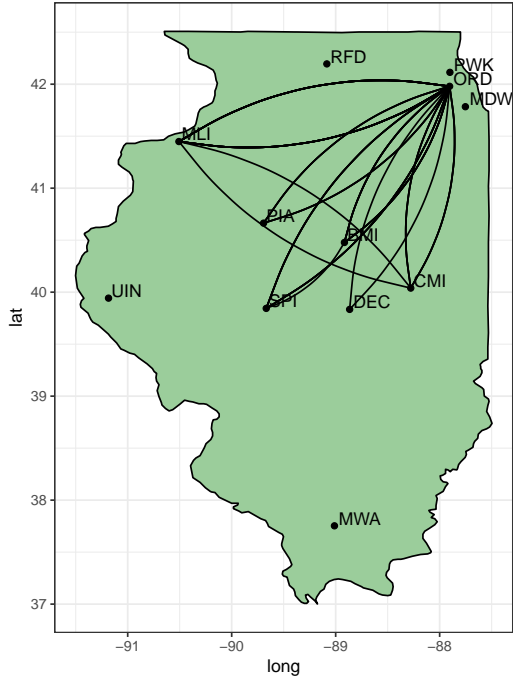 RFD
PWK
ORD
MDW
MLI
PIA
BMI
CMI
UIN
SPI
DEC
MWA
42
41
40
39
38
37
lat
−91
−90
−89
−88
long